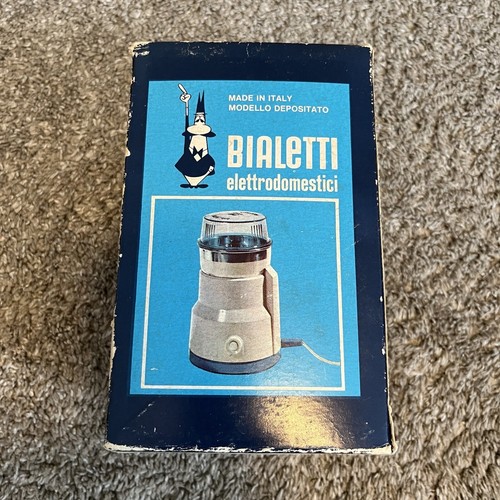 MADE IN ITALY
MODELLO DEPOSITATO
BIALETTI
elettrodomestici